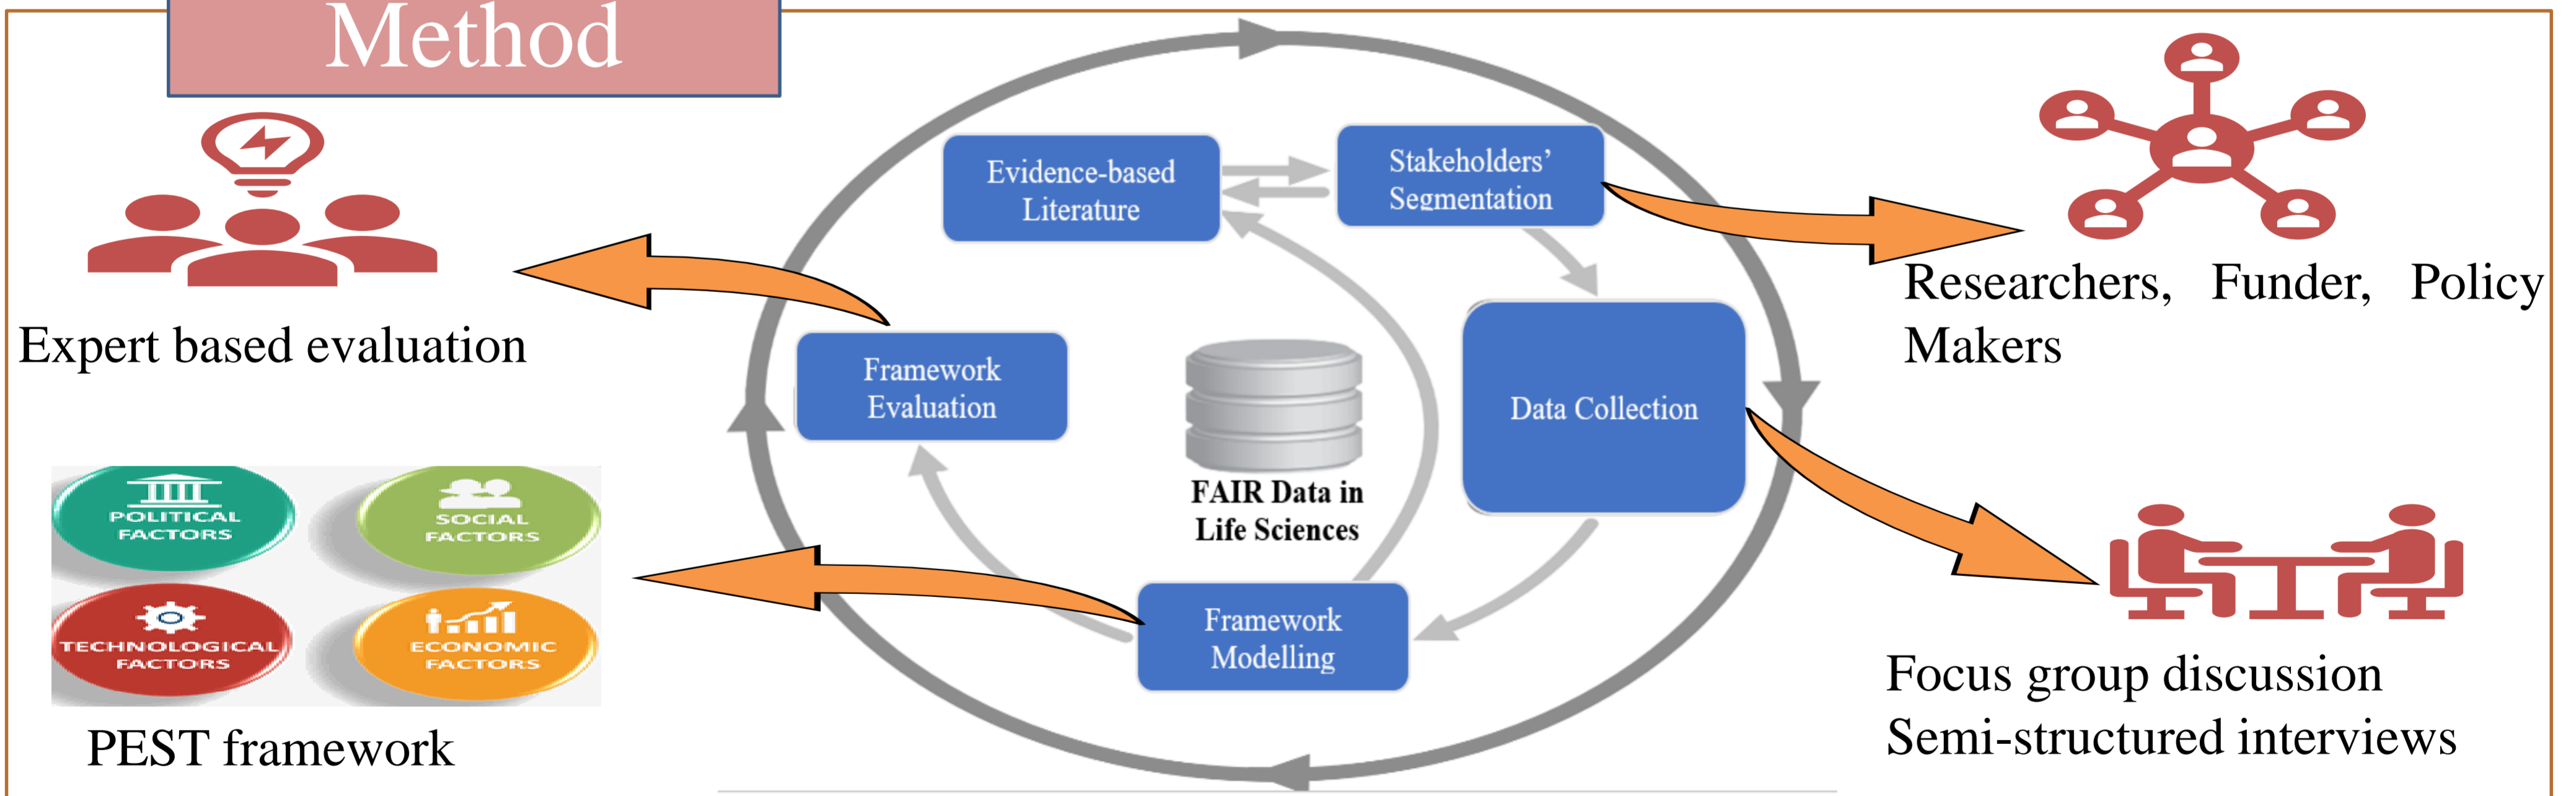 Method
Evidence-based
Literature
Stakeholders’
Segmentation
Researchers, Funder, Policy
Makers
Expert based evaluation
Framework
Evaluation
Data Collection
FAIR Data in
Life Sciences
POLITICAL
FACTORS
SOCIAL
FACTORS
TECHNOLOGICAL
FACTORS
ECONOMIC
FACTORS
PEST framework
Framework
Modelling
Focus group discussion
Semi-structured interviews